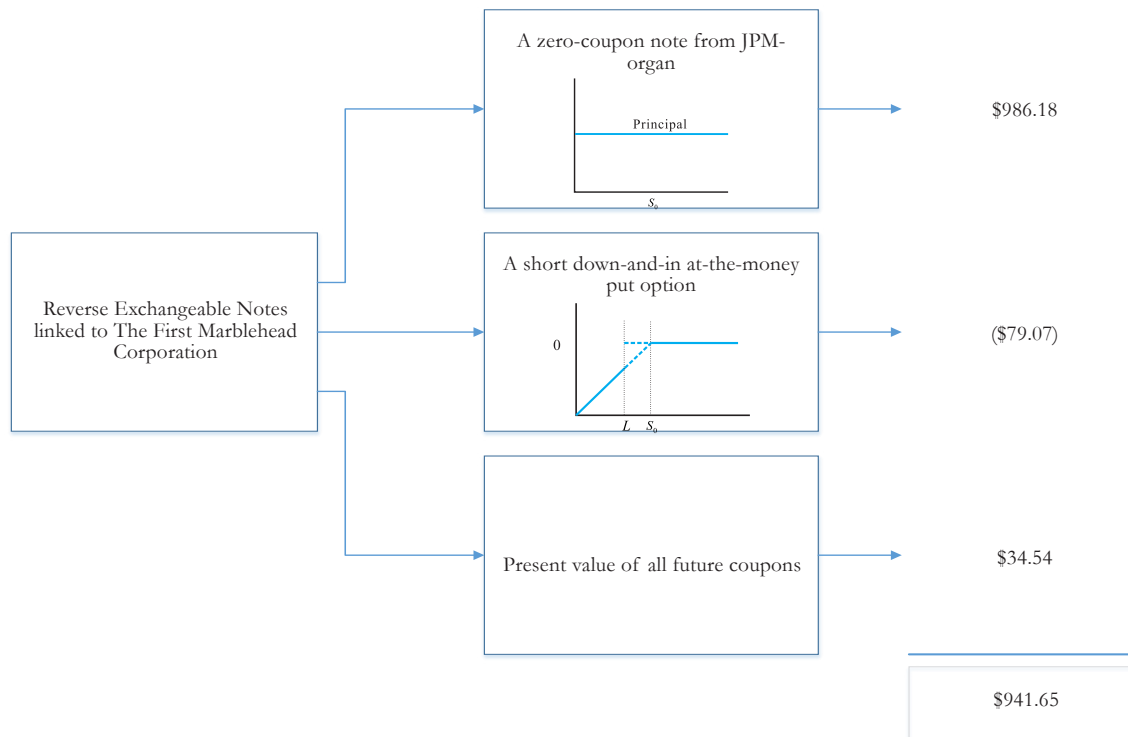 A zero-coupon note from JPM-
organ
Principal
S₀
$986.18
Reverse Exchangeable Notes
linked to The First Marblehead
Corporation
A short down-and-in at-the-money
put option
0
L S₀
($79.07)
Present value of all future coupons
$34.54
$941.65